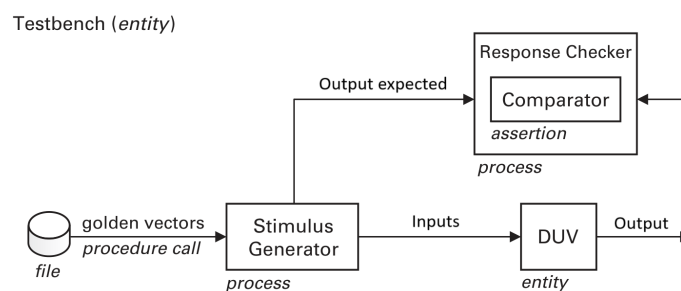 Testbench (entity)
Response Checker
Output expected
Comparator
assertion
process
golden vectors
procedure call
file
Stimulus
Generator
process
Inputs
DUV
entity
Output